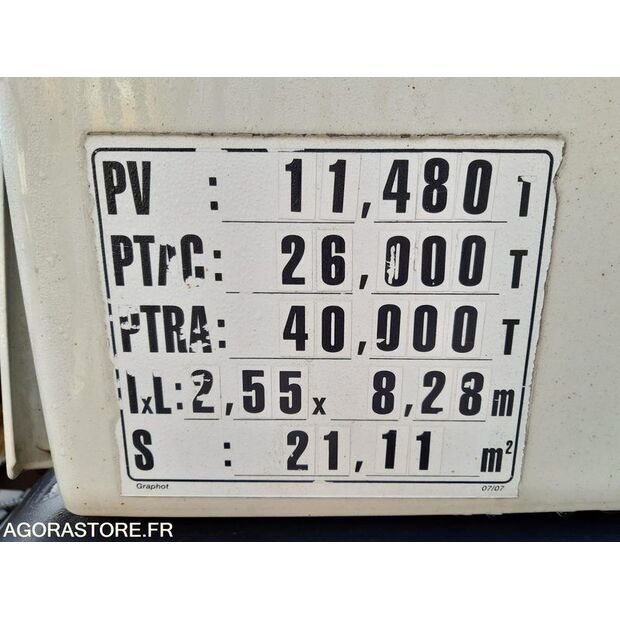 PV : 11,480 T
PTAC: 26,000 T
PTRA: 40,000 T
lxL: 2,55 x 8,28 m
S : 21,11 m²
Graphot 07/07
AGORASTORE.FR